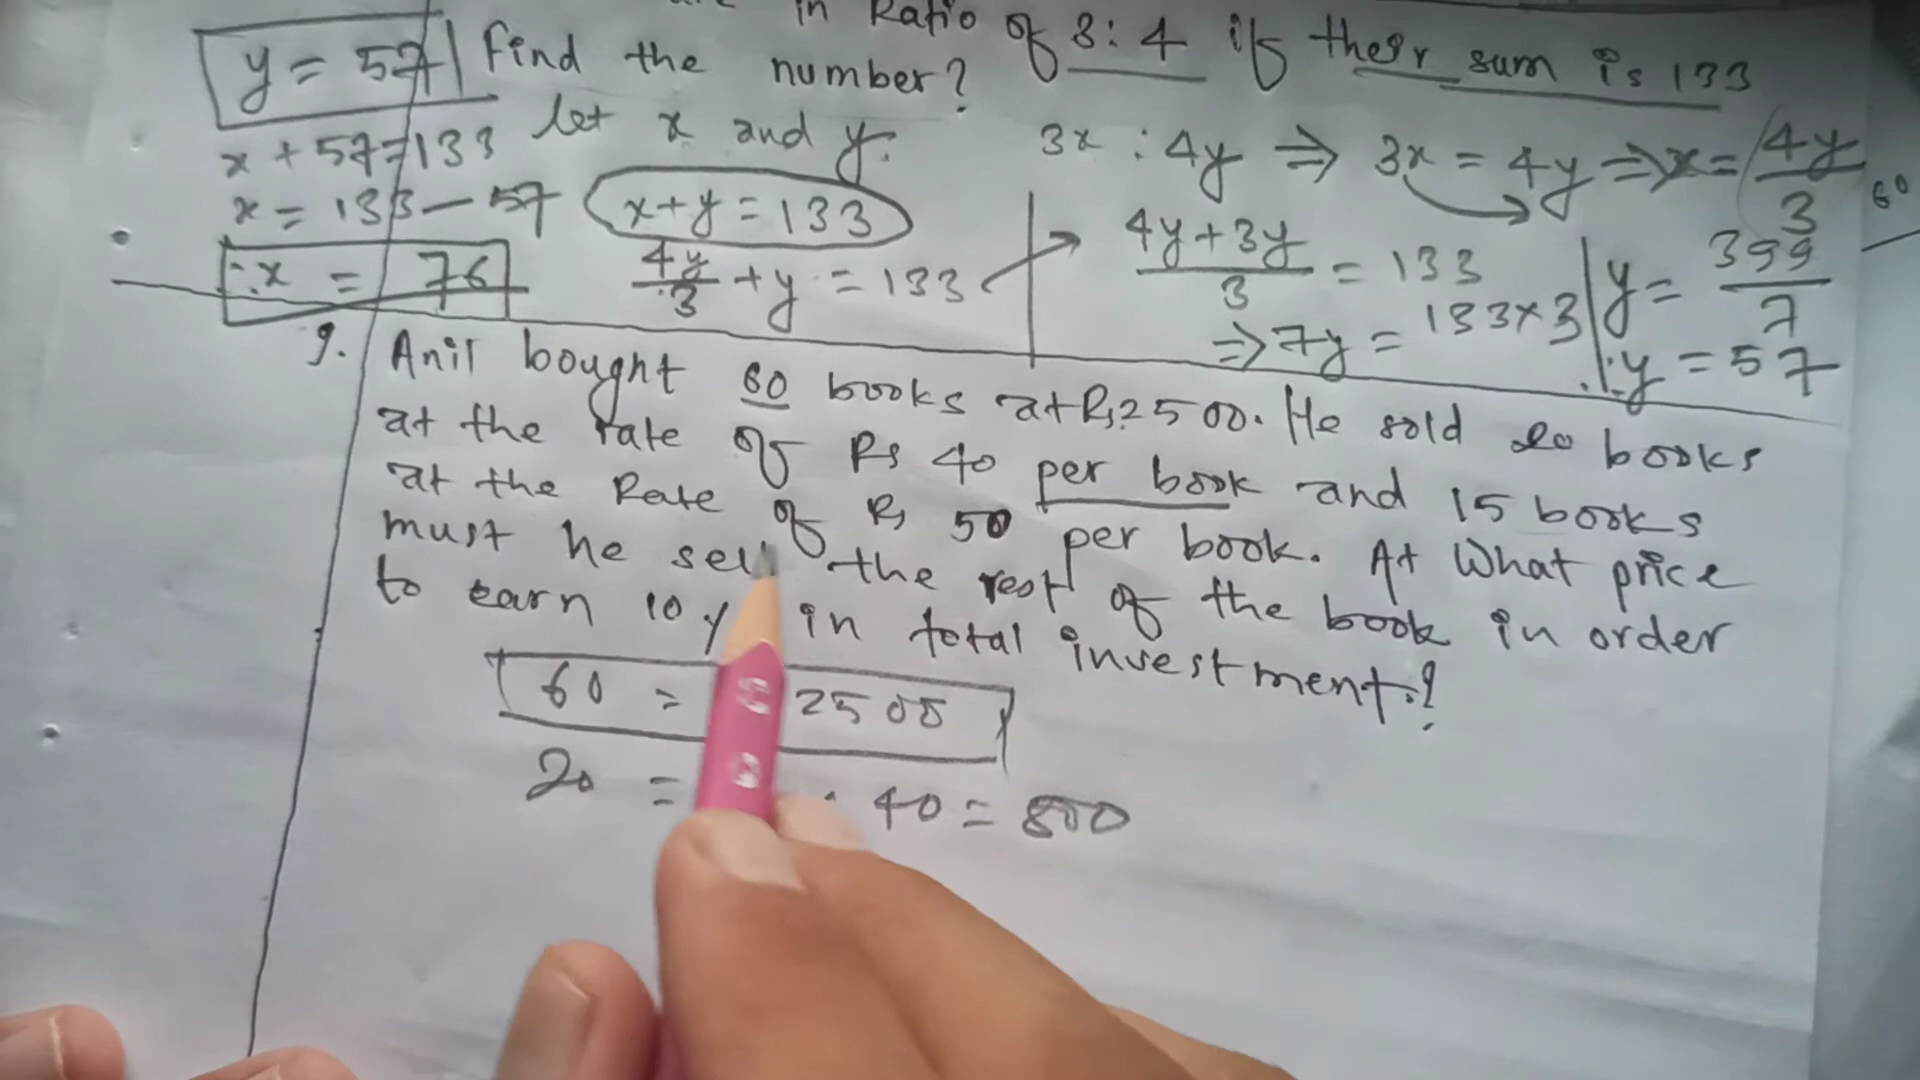 in Ratio of 3:4 if their sum is 133
y = 57 Find the number?
let x and y.
x + 57 = 133
x = 133 - 57
∴ x = 76
x + y = 133
4y/3 + y = 133
3x : 4y ⇒ 3x = 4y ⇒ x = 4y/3
60
4y + 3y/3 = 133
⇒ 7y = 133 × 3
y = 399/7
∴ y = 57
9. Anil bought 60 books at Rs 2500. He sold 20 books
at the rate of Rs 40 per book and 15 books
at the Rate of Rs 50 per book. At What price
must he sell the rest of the book in order
to earn 10 % in total investment.?
60 = 2500
20 = 40 = 800